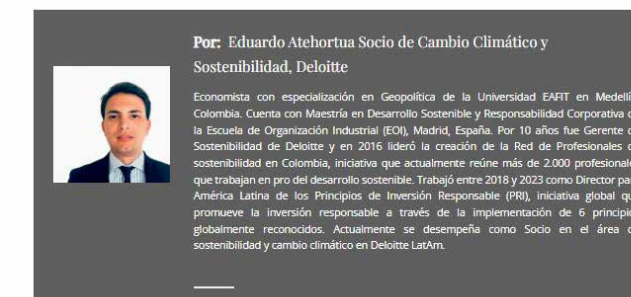 Por: Eduardo Atehortua Socio de Cambio Climático y
Sostenibilidad, Deloitte
Economista con especialización en Geopolítica de la Universidad EAFIT en
Colombia. Cuenta con Maestría en Desarrollo Sostenible y Responsabilidad Corporativa
la Escuela de Organización Industrial (EOI), Madrid, España. Por 10 años fue Gerente
Sostenibilidad de Deloitte y en 2016 lideró la creación de la Red de Profesionales
sostenibilidad en Colombia, iniciativa que actualmente reúne más de 2.000
que trabajan en pro del desarrollo sostenible. Trabajó entre 2018 y 2023 como Director
América Latina de los Principios de Inversión Responsable (PRI), iniciativa global
promueve la inversión responsable a través de la implementación de 6
globalmente reconocidos. Actualmente se desempeña como Socio en el área
sostenibilidad y cambio climático en Deloitte LatAm.